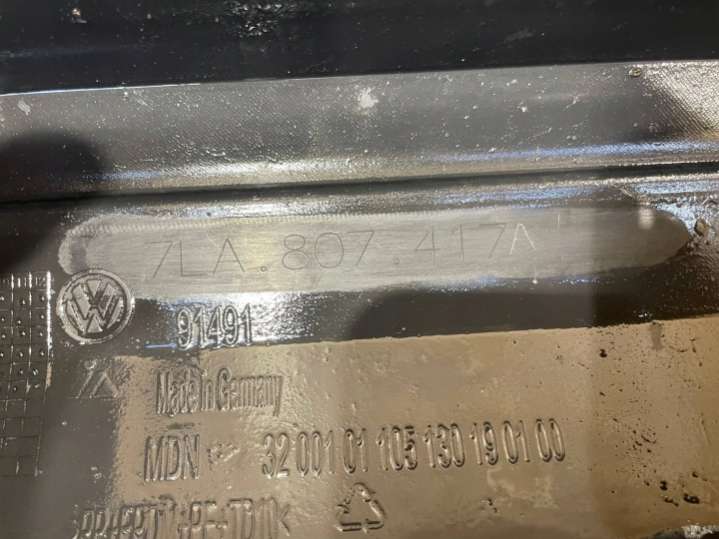 7LA.807.417A
91491
Made in Germany
MDN 32 001 01 105 130 19 01 00